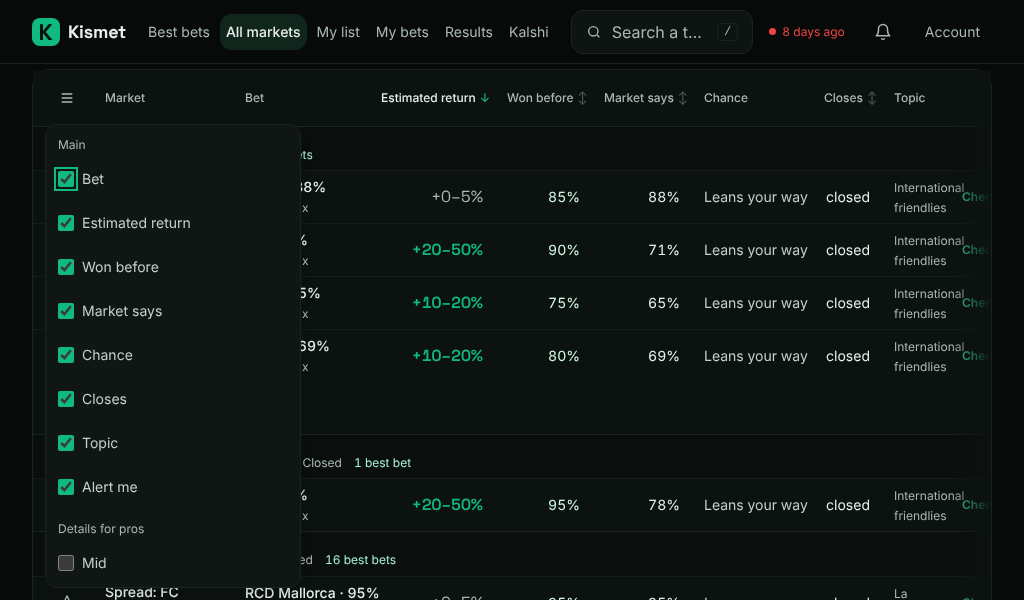 Kismet
Best bets
All markets
My list
My bets
Results
Kalshi
Search a t...
/
8 days ago
Account
Market
Bet
Estimated return
Won before
Market says
Chance
Closes
Topic
Main
Bet
Estimated return
Won before
Market says
Chance
Closes
Topic
Alert me
Details for pros
Mid
88%
+0–5%
85%
88%
Leans your way
closed
International
friendlies
%
+20–50%
90%
71%
Leans your way
closed
International
friendlies
5%
+10–20%
75%
65%
Leans your way
closed
International
friendlies
69%
+10–20%
80%
69%
Leans your way
closed
International
friendlies
Closed
1 best bet
%
+20–50%
95%
78%
Leans your way
closed
International
friendlies
16 best bets
Spread: FC
RCD Mallorca · 95%
La